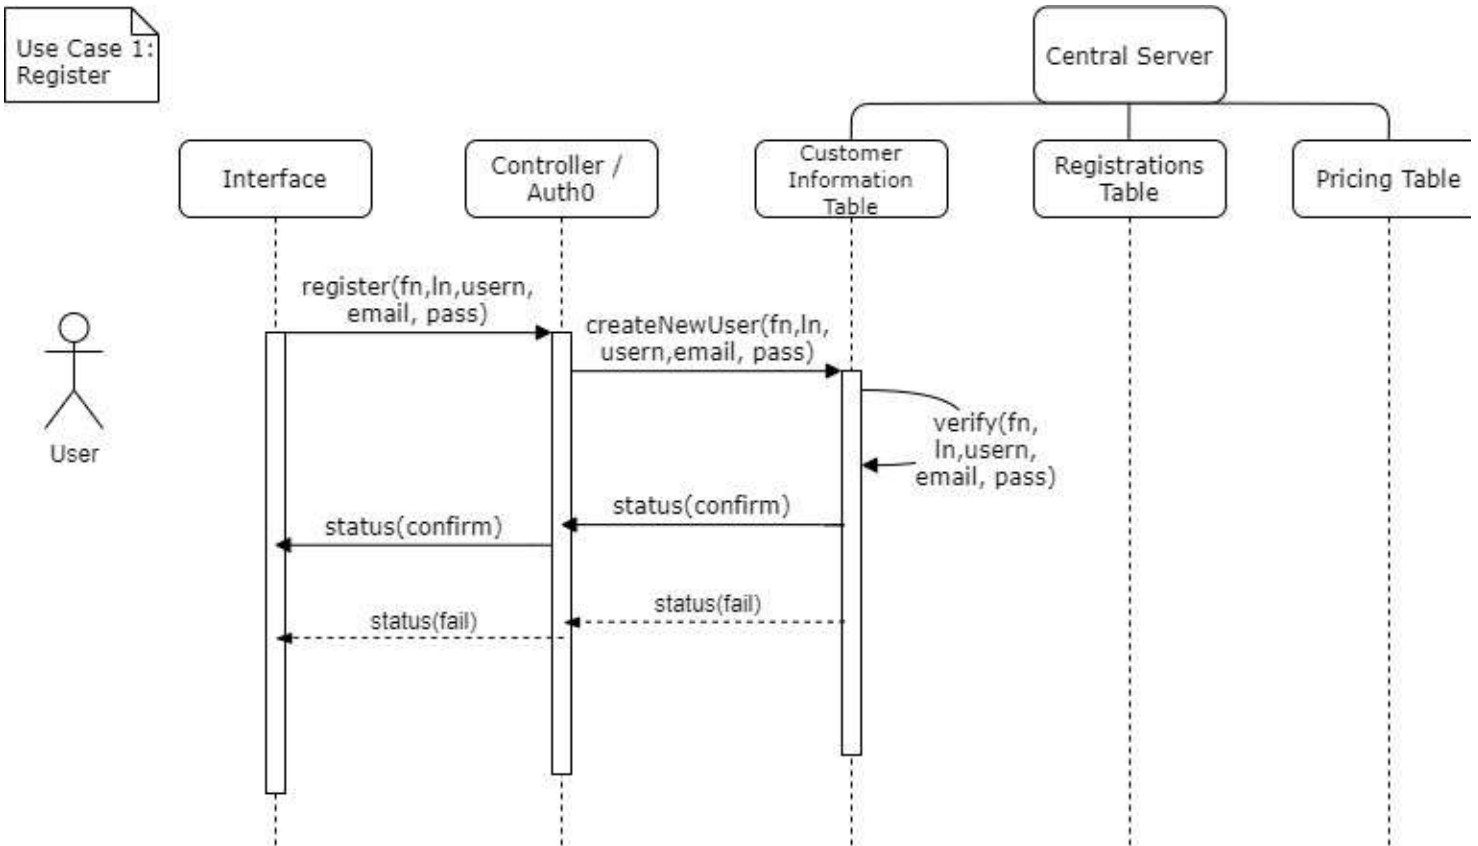 Use Case 1:
Register
Central Server
Interface
Controller /
Auth0
Customer
Information
Table
Registrations
Table
Pricing Table
register(fn,ln,usern,
email, pass)
createNewUser(fn,ln,
usern,email, pass)
verify(fn,
ln,usern,
email, pass)
User
status(confirm)
status(confirm)
status(fail)
status(fail)